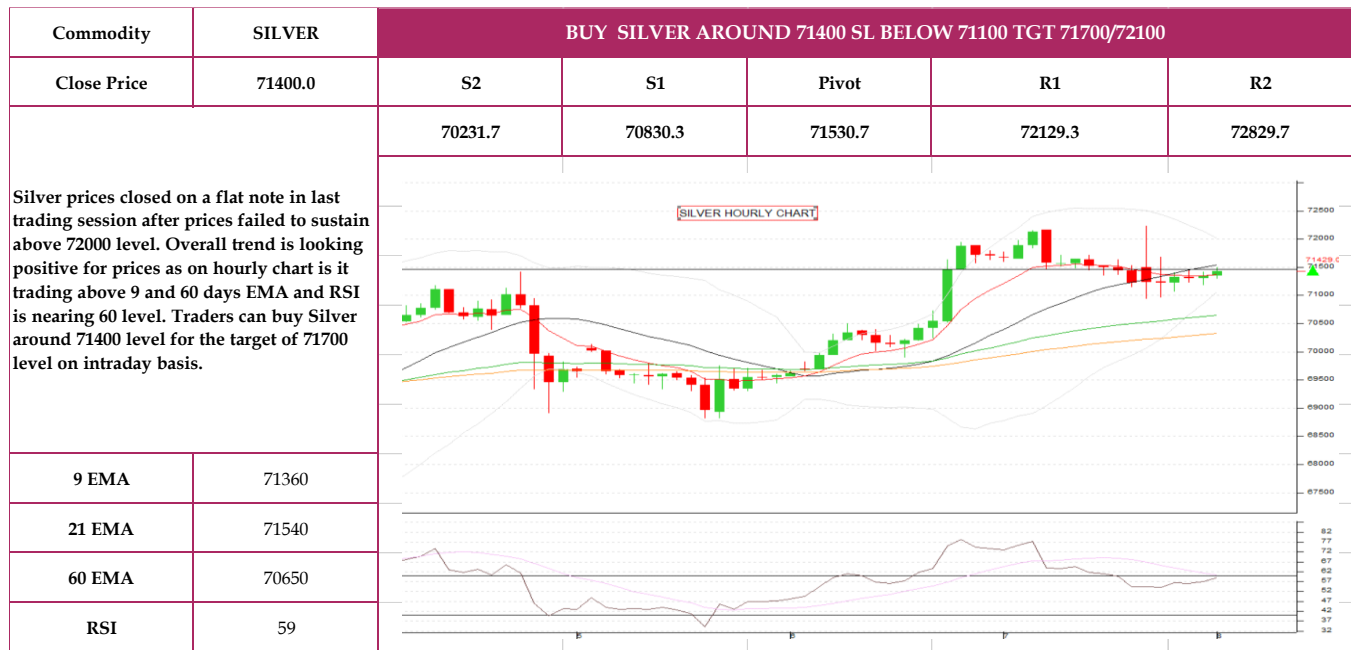 Commodity SILVER BUY SILVER AROUND 71400 SL BELOW 71100 TGT 71700/72100
Close Price 71400.0 S2 S1 Pivot R1 R2
70231.7 70830.3 71530.7 72129.3 72829.7
Silver prices closed on a flat note in last
trading session after prices failed to sustain
above 72000 level. Overall trend is looking
positive for prices as on hourly chart is it
trading above 9 and 60 days EMA and RSI
is nearing 60 level. Traders can buy Silver
around 71400 level for the target of 71700
level on intraday basis.
9 EMA 71360
21 EMA 71540
60 EMA 70650
RSI 59
SILVER HOURLY CHART
72500
72000
71429.0
71500
71000
70500
70000
69500
69000
68500
68000
67500
82
77
72
67
62
57
52
47
42
37
32
5 6 7 8